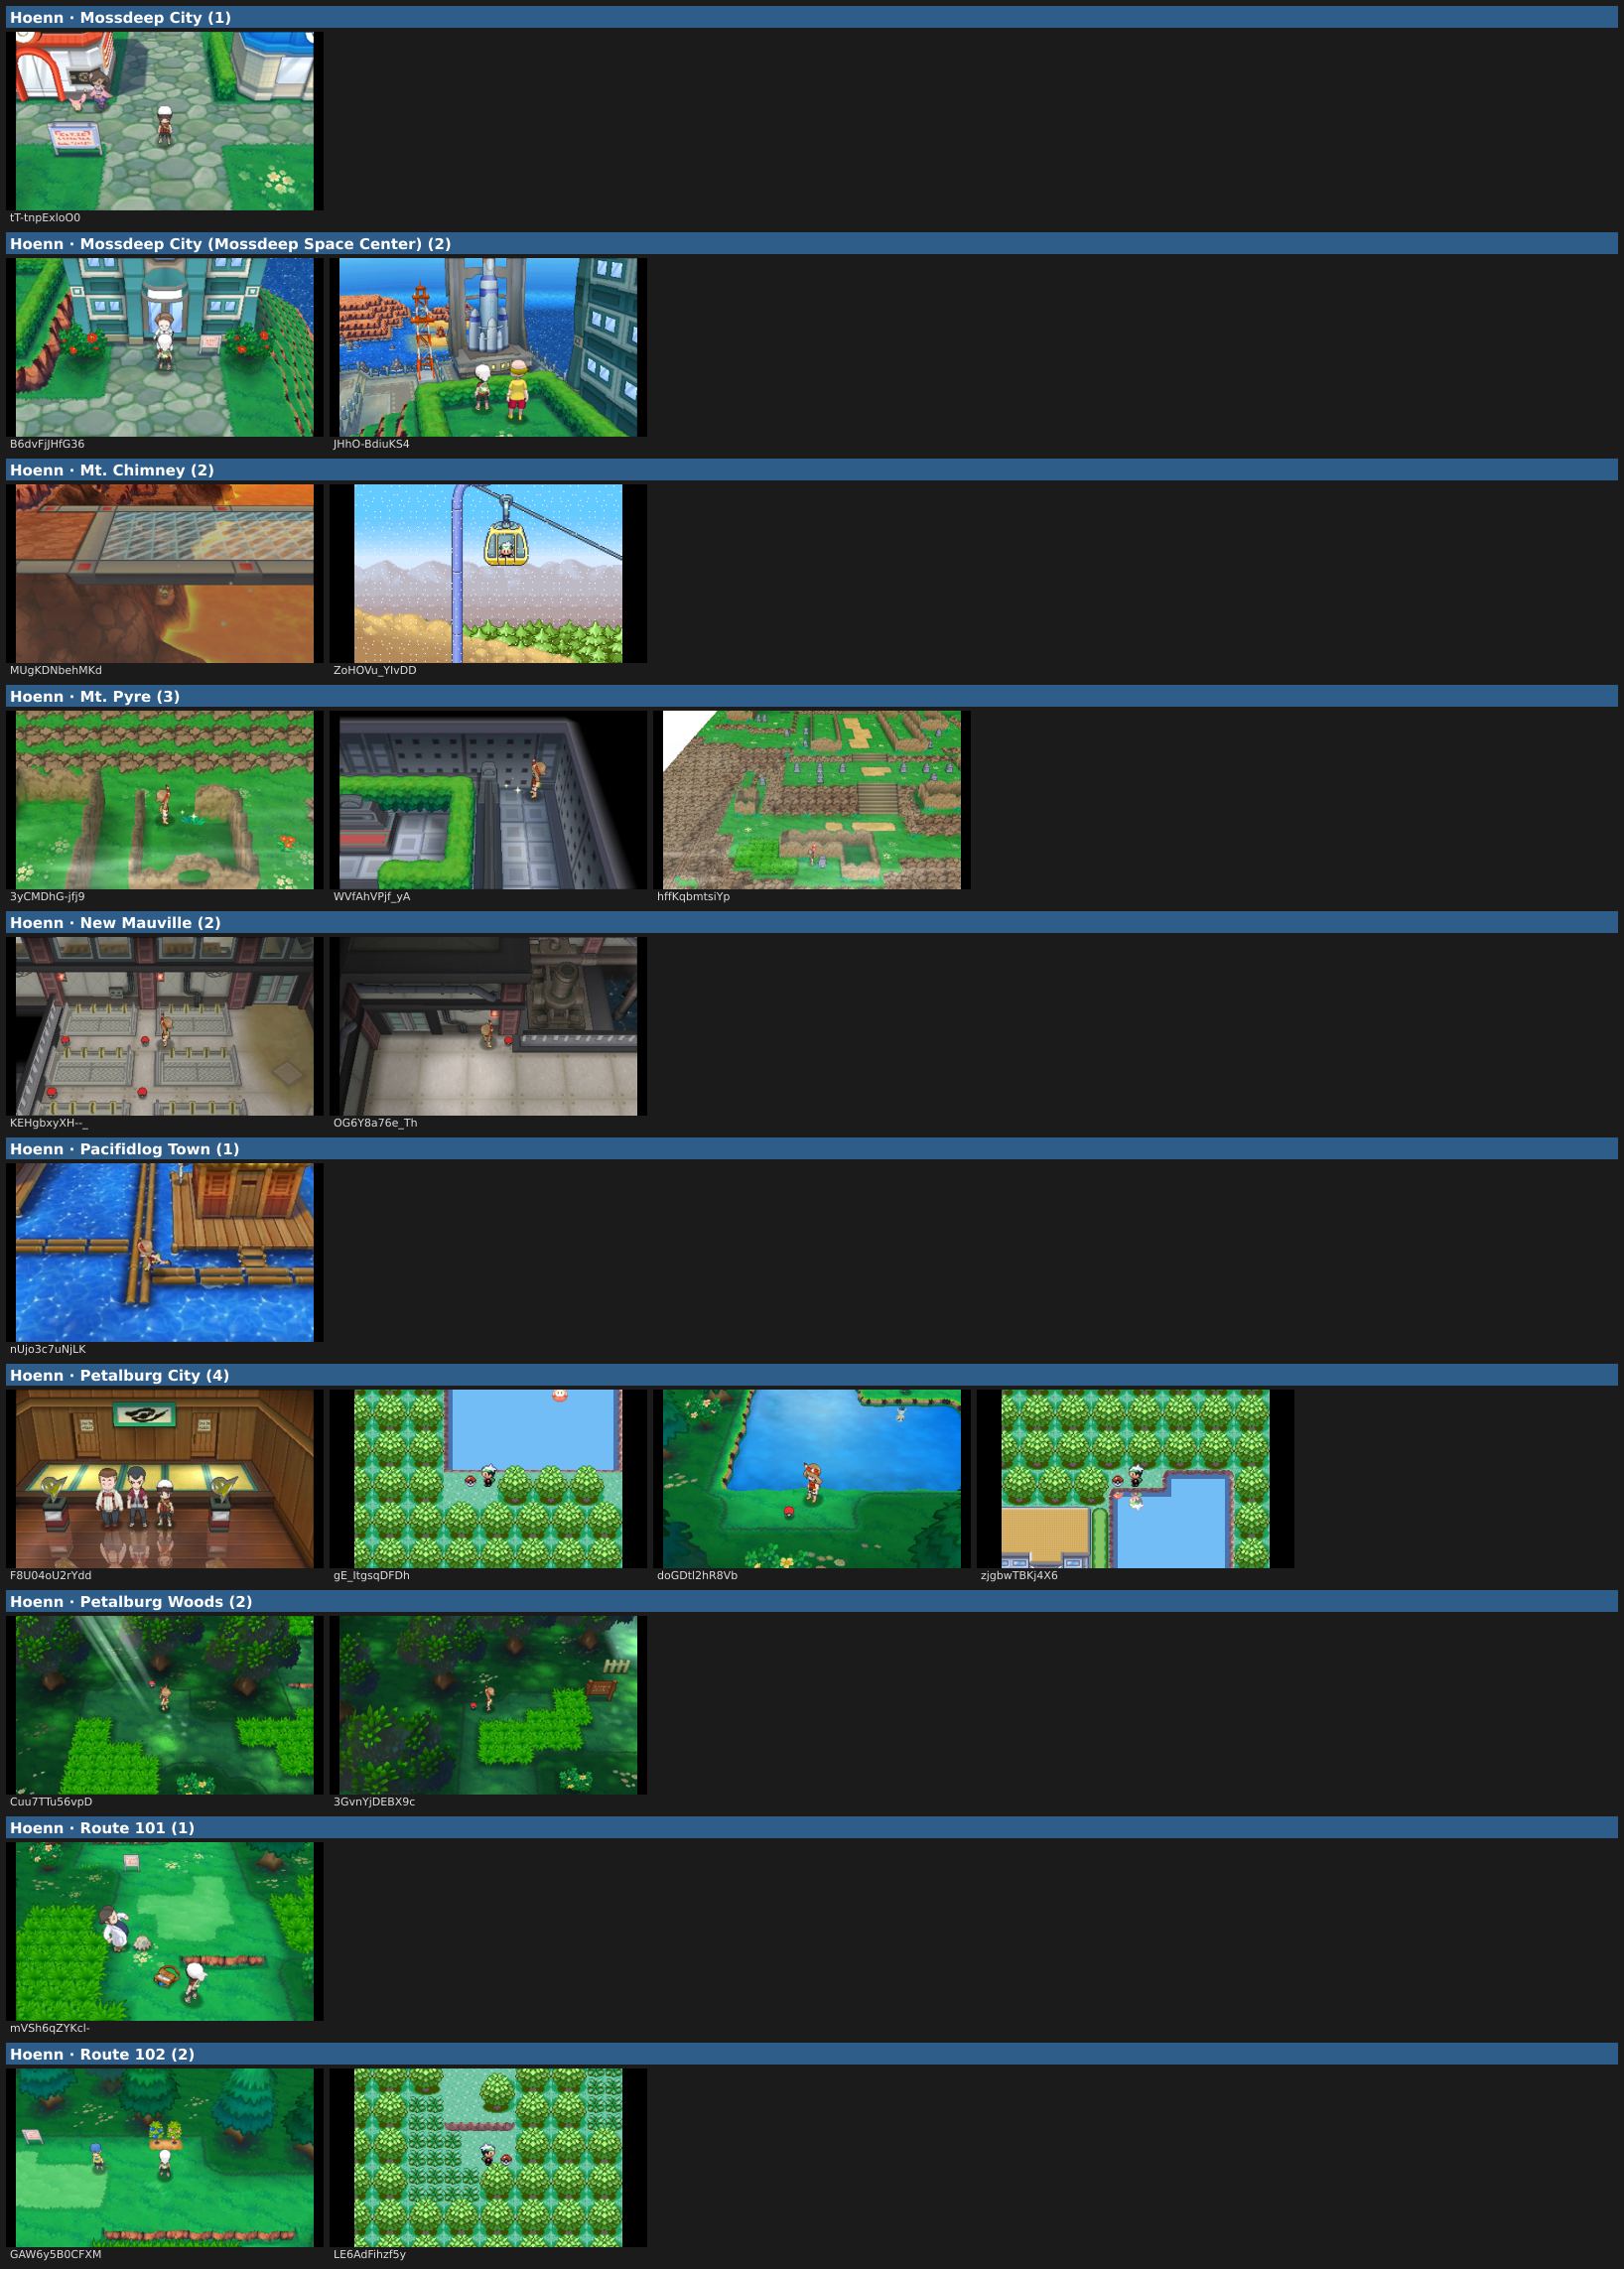 Hoenn · Mossdeep City (1)
tT-tnpExloO0
Hoenn · Mossdeep City (Mossdeep Space Center) (2)
B6dvFjJHfG36
JHhO-BdiuKS4
Hoenn · Mt. Chimney (2)
MUgKDNbehMKd
ZoHOVu_YIvDD
Hoenn · Mt. Pyre (3)
3yCMDhG-jfj9
WVfAhVPjf_yA
hffKqbmtsiYp
Hoenn · New Mauville (2)
KEHgbxyXH--_
OG6Y8a76e_Th
Hoenn · Pacifidlog Town (1)
nUjo3c7uNjLK
Hoenn · Petalburg City (4)
F8U04oU2rYdd
gE_ltgsqDFDh
doGDtl2hR8Vb
zjgbwTBKj4X6
Hoenn · Petalburg Woods (2)
Cuu7TTu56vpD
3GvnYjDEBX9c
Hoenn · Route 101 (1)
mVSh6qZYKcl-
Hoenn · Route 102 (2)
GAW6y5B0CFXM
LE6AdFihzf5y